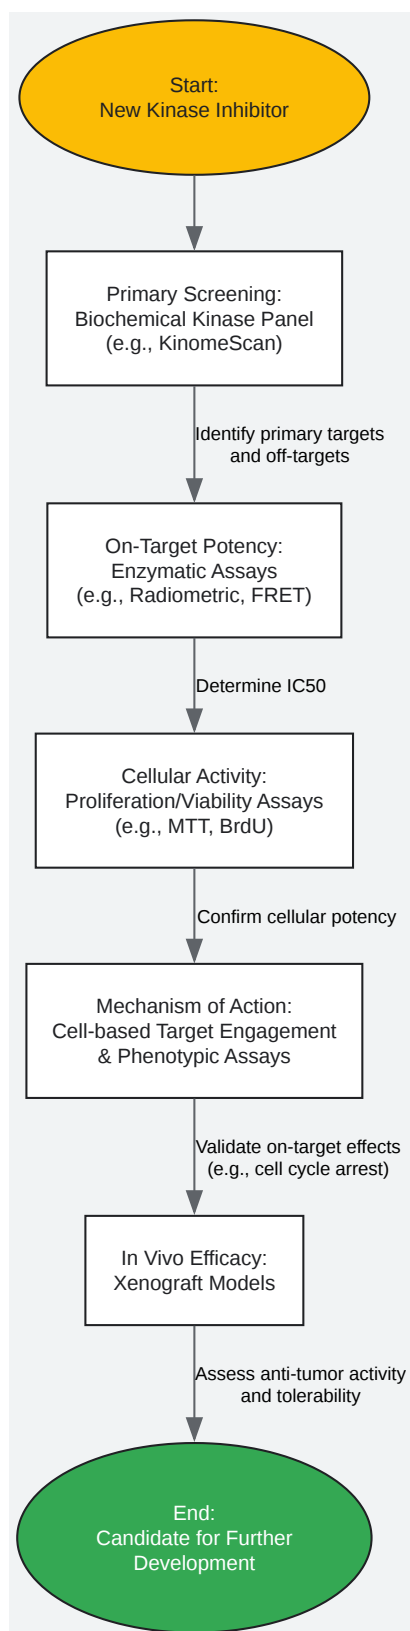 Start:
New Kinase Inhibitor
Primary Screening:
Biochemical Kinase Panel
(e.g., KinomeScan)
Identify primary targets
and off-targets
On-Target Potency:
Enzymatic Assays
(e.g., Radiometric, FRET)
Determine IC50
Cellular Activity:
Proliferation/Viability Assays
(e.g., MTT, BrdU)
Confirm cellular potency
Mechanism of Action:
Cell-based Target Engagement
& Phenotypic Assays
Validate on-target effects
(e.g., cell cycle arrest)
In Vivo Efficacy:
Xenograft Models
Assess anti-tumor activity
and tolerability
End:
Candidate for Further
Development